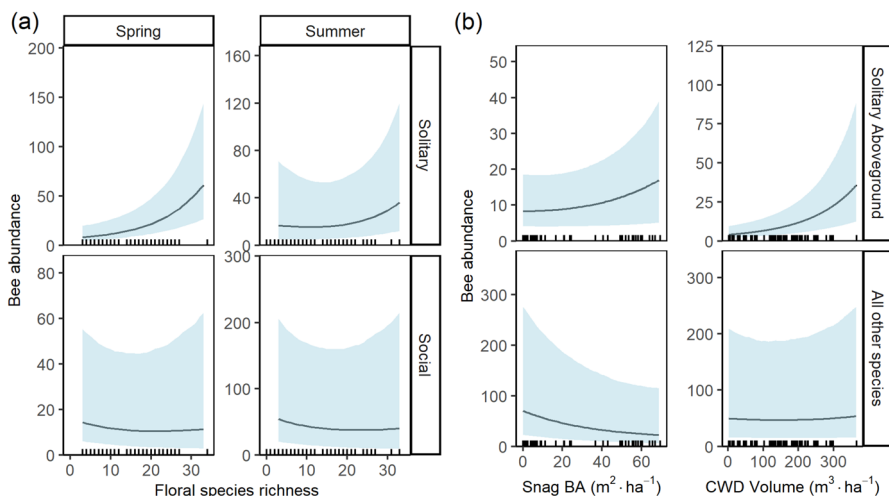 (a)
Spring
Summer
(b)
Bee abundance
200
150
100
50
0
160
120
80
40
0
Solitary
80
60
40
20
0
300
200
100
0
Social
0 10 20 30
0 10 20 30
Floral species richness
Bee abundance
50
40
30
20
10
0
125
100
75
50
25
0
Solitary Aboveground
300
200
100
0
300
200
100
0
All other species
0 20 40 60
0 100 200 300
Snag BA (m² · ha⁻¹)
CWD Volume (m³ · ha⁻¹)